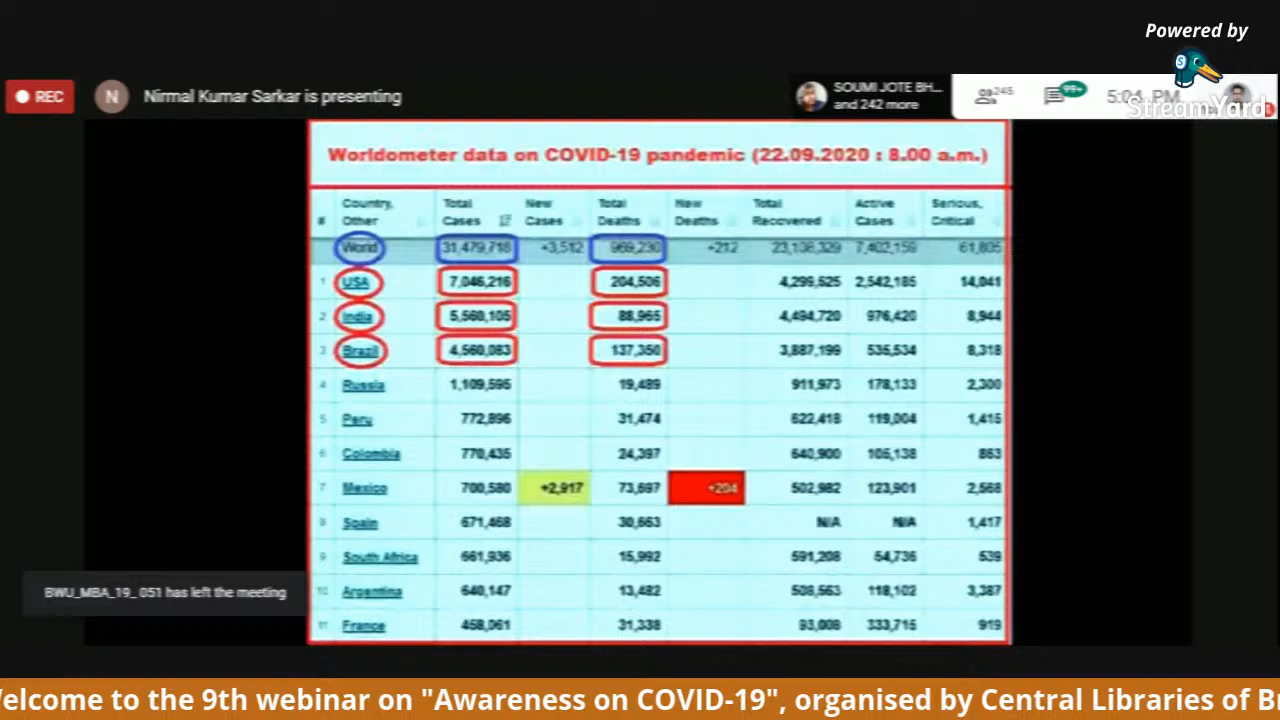 Powered by
StreamYard
REC
N
Nirmal Kumar Sarkar is presenting
SOUMI JOTE BH...
and 242 more
245
99+
5:04 PM
Worldometer data on COVID-19 pandemic (22.09.2020 : 8.00 a.m.)
# Country, Other Total Cases New Cases Total Deaths New Deaths Total Recovered Active Cases Serious, Critical
World 31,479,718 +3,512 969,230 +212 23,108,329 7,402,159 61,805
1 USA 7,046,216 204,506 4,299,525 2,542,185 14,041
2 India 5,560,105 88,965 4,494,720 976,420 8,944
3 Brazil 4,560,083 137,350 3,887,199 535,534 8,318
4 Russia 1,109,595 19,489 911,973 178,133 2,300
5 Peru 772,896 31,474 622,418 119,004 1,415
6 Colombia 770,435 24,397 640,900 105,138 863
7 Mexico 700,580 +2,917 73,697 +204 502,982 123,901 2,568
8 Spain 671,468 30,663 N/A N/A 1,417
9 South Africa 661,936 15,992 591,208 54,736 539
10 Argentina 640,147 13,482 508,563 118,102 3,387
11 France 458,061 31,338 93,008 333,715 919
BWU_MBA_19_ 051 has left the meeting
Welcome to the 9th webinar on "Awareness on COVID-19", organised by Central Libraries of B